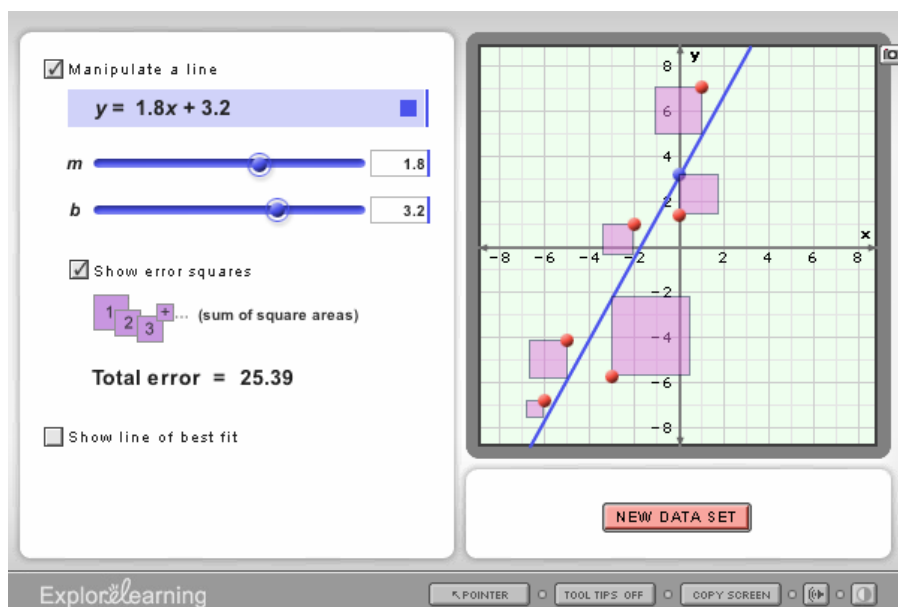 Manipulate a line
y = 1.8x + 3.2
m 1.8
b 3.2
Show error squares
1 2 3 + ... (sum of square areas)
Total error = 25.39
Show line of best fit
y
8
6
4
2
x
-8 -6 -4 -2 2 4 6 8
-2
-4
-6
-8
NEW DATA SET
ExploreLearning
POINTER TOOL TIPS OFF COPY SCREEN